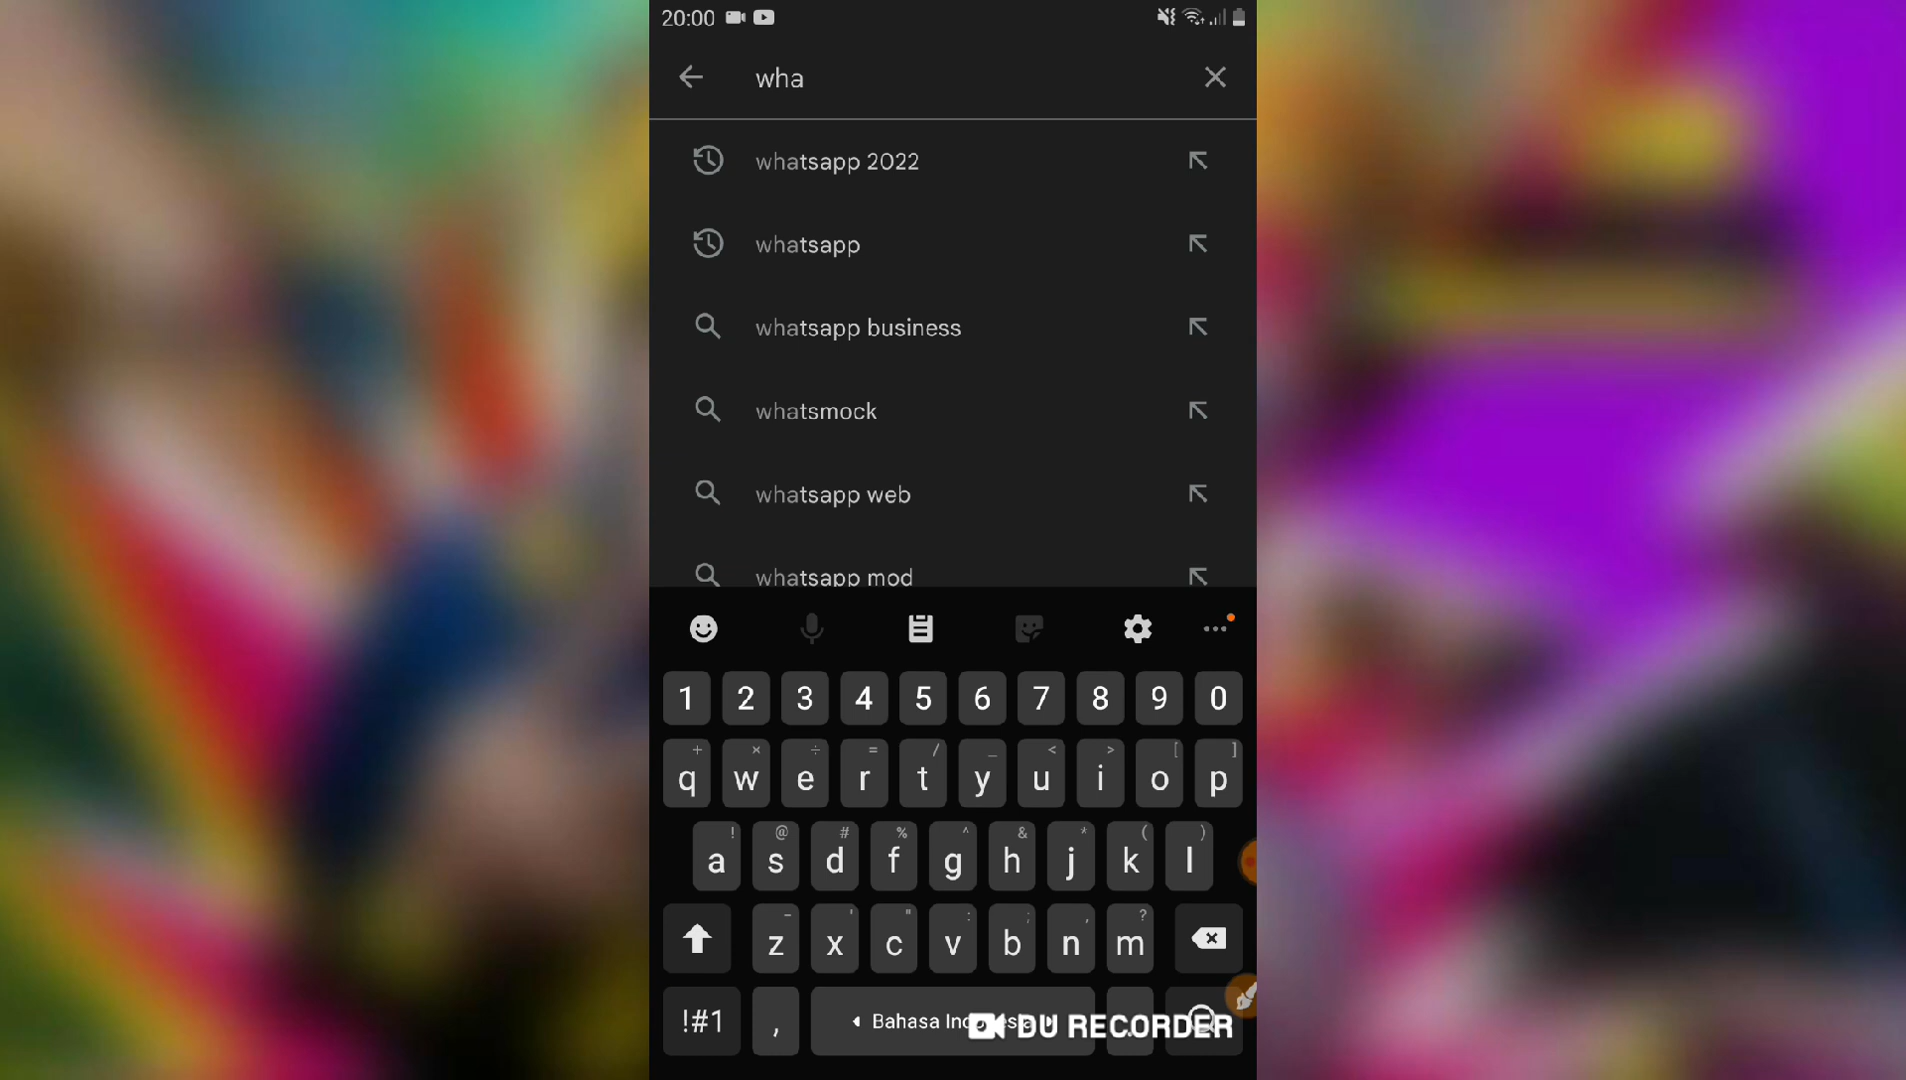 20:00
wha
whatsapp 2022
whatsapp
whatsapp business
whatsmock
whatsapp web
whatsapp mod
1 2 3 4 5 6 7 8 9 0
+ × ÷ = / _ < > [ ]
q w e r t y u i o p
! @ # % ^ & * ( )
a s d f g h j k l
- ' " : ; , ?
z x c v b n m
!#1 , Bahasa Indonesia .
DU RECORDER